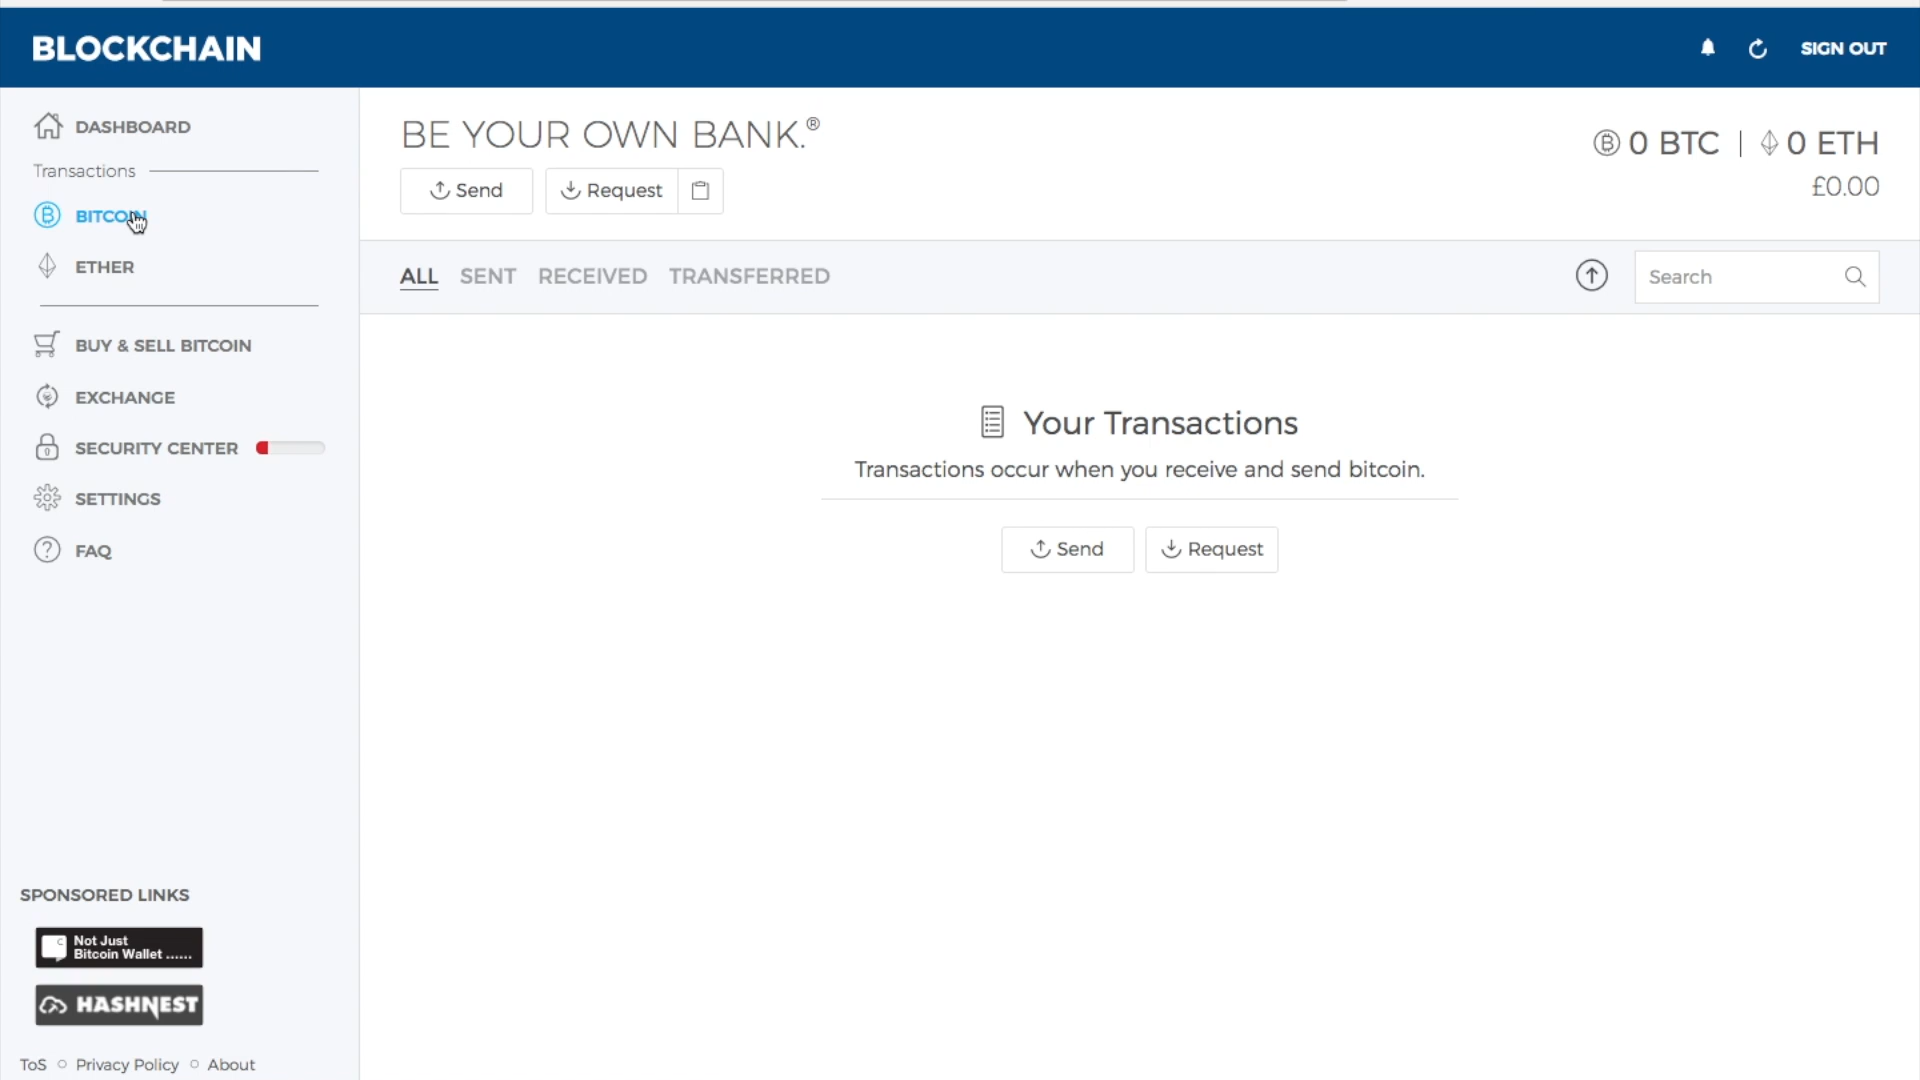 BLOCKCHAIN
SIGN OUT
DASHBOARD
Transactions
BITCOIN
ETHER
BUY & SELL BITCOIN
EXCHANGE
SECURITY CENTER
SETTINGS
FAQ
SPONSORED LINKS
Not Just
Bitcoin Wallet ......
HASHNEST
ToS
Privacy Policy
About
BE YOUR OWN BANK.®
Send
Request
0 BTC | 0 ETH
£0.00
ALL SENT RECEIVED TRANSFERRED
Search
Your Transactions
Transactions occur when you receive and send bitcoin.
Send
Request